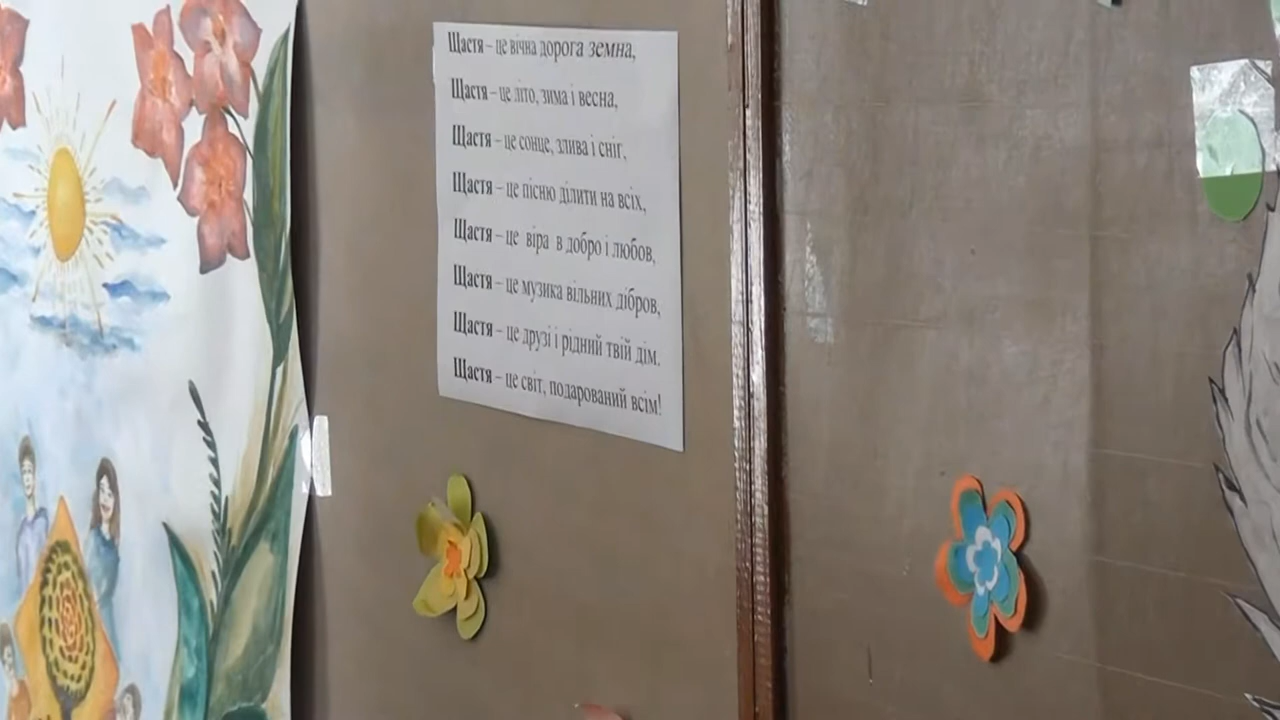 Щастя – це вічна дорога земна,
Щастя – це літо, зима і весна,
Щастя – це сонце, злива і сніг,
Щастя – це пісню ділити на всіх,
Щастя – це віра в добро і любов,
Щастя – це музика вільних дібров,
Щастя – це друзі і рідний твій дім.
Щастя – це світ, подарований всім!